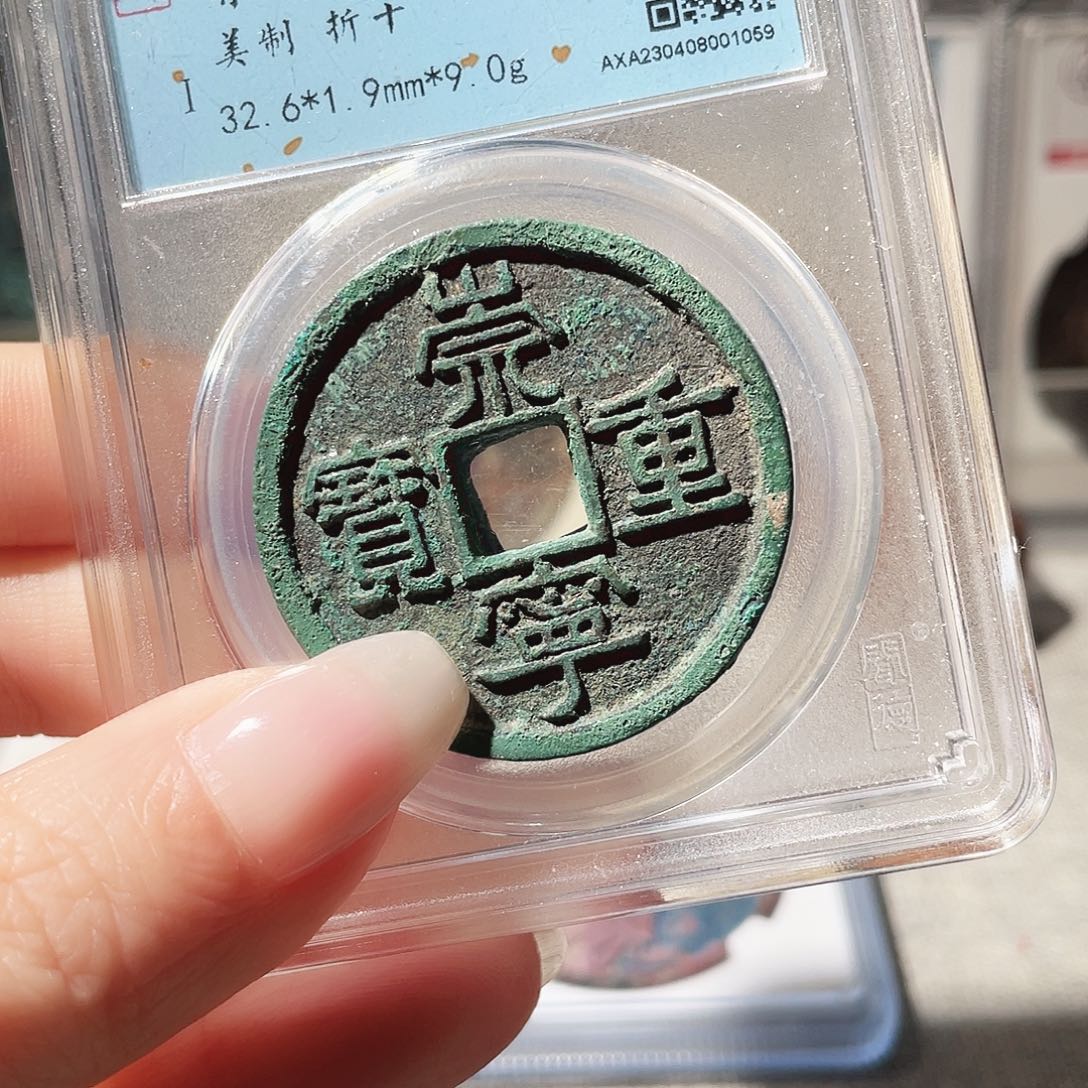 美制 折十
32.6*1.9mm*9.0g
AXA230408001059
崇
寶 重
寧